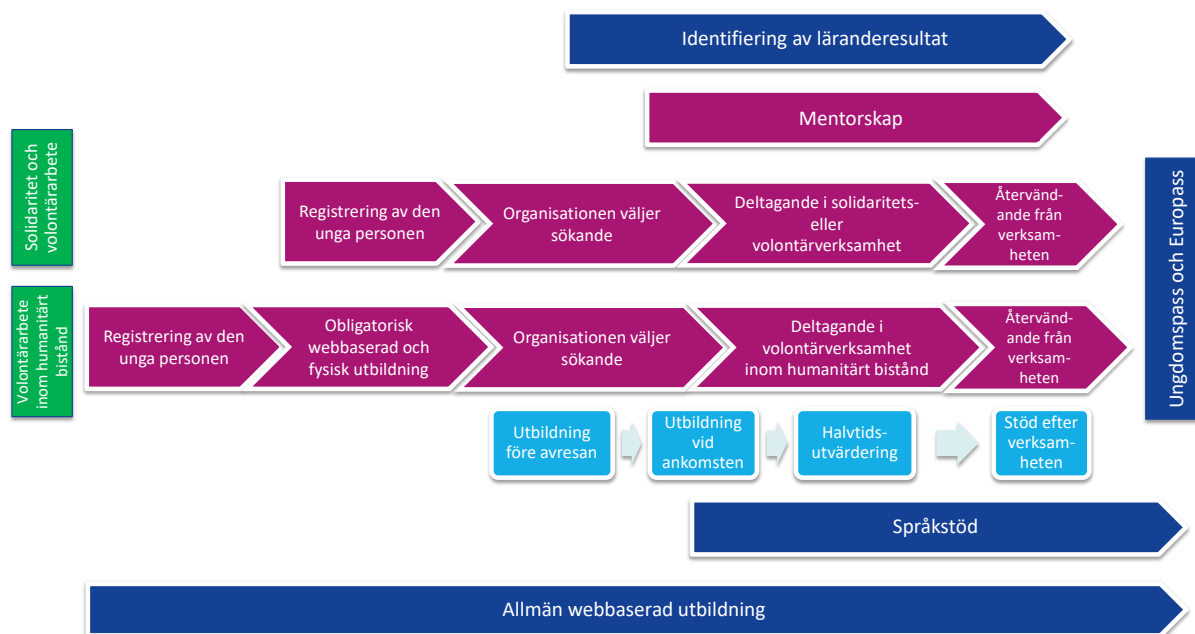 Identifiering av läranderesultat
Mentorskap
Solidaritet och
volontärarbete
Registrering av den
unga personen
Organisationen väljer
sökande
Deltagande i solidaritets-
eller
volontärverksamhet
Återvänd-
ande från
verksam-
heten
Ungdomspass och Europass
Volontärarbete
inom humanitärt
bistånd
Registrering av den
unga personen
Obligatorisk
webbaserad och
fysisk utbildning
Organisationen väljer
sökande
Deltagande i
volontärverksamhet
inom humanitärt bistånd
Återvänd-
ande från
verksam-
heten
Utbildning
före avresan
Utbildning
vid
ankomsten
Halvtids-
utvärdering
Stöd efter
verksam-
heten
Språkstöd
Allmän webbaserad utbildning